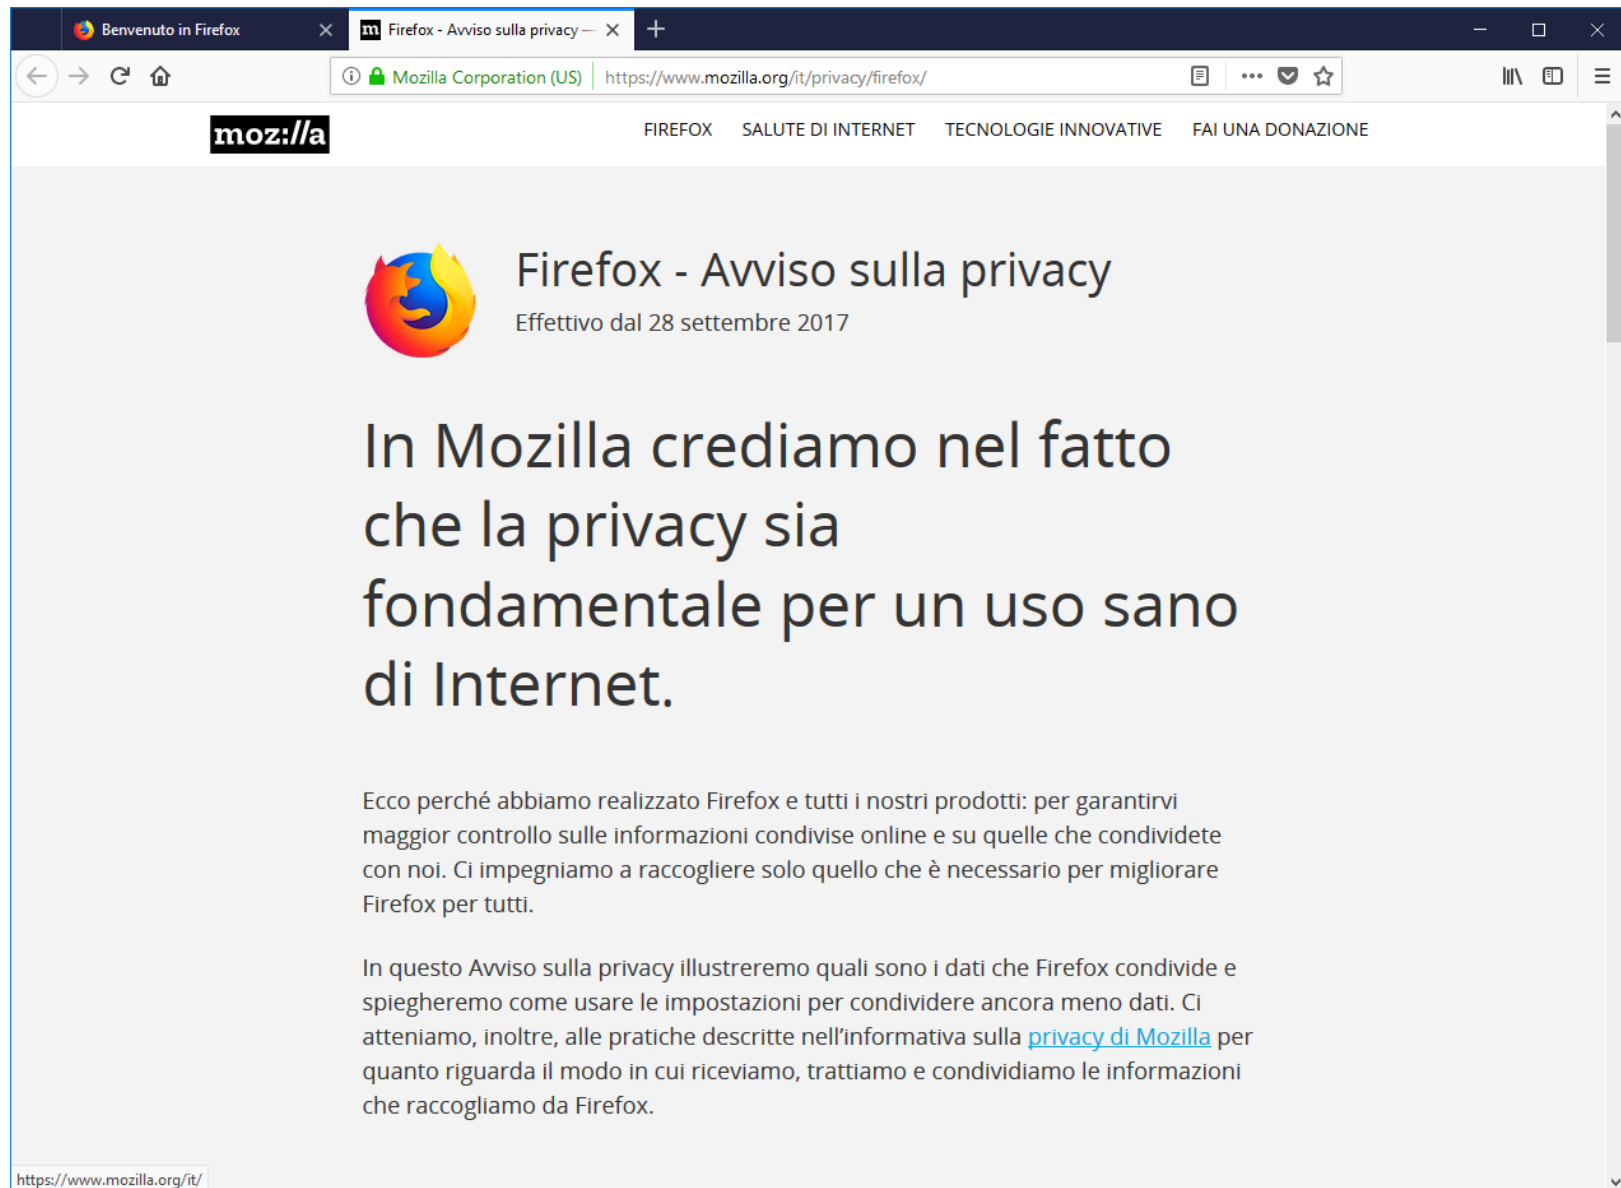 Benvenuto in Firefox
Firefox - Avviso sulla privacy —
Mozilla Corporation (US)
https://www.mozilla.org/it/privacy/firefox/
moz://a
FIREFOX SALUTE DI INTERNET TECNOLOGIE INNOVATIVE FAI UNA DONAZIONE
Firefox - Avviso sulla privacy
Effettivo dal 28 settembre 2017
In Mozilla crediamo nel fatto
che la privacy sia
fondamentale per un uso sano
di Internet.
Ecco perché abbiamo realizzato Firefox e tutti i nostri prodotti: per garantirvi
maggior controllo sulle informazioni condivise online e su quelle che condividete
con noi. Ci impegniamo a raccogliere solo quello che è necessario per migliorare
Firefox per tutti.
In questo Avviso sulla privacy illustreremo quali sono i dati che Firefox condivide e
spiegheremo come usare le impostazioni per condividere ancora meno dati. Ci
atteniamo, inoltre, alle pratiche descritte nell’informativa sulla privacy di Mozilla per
quanto riguarda il modo in cui riceviamo, trattiamo e condividiamo le informazioni
che raccogliamo da Firefox.
https://www.mozilla.org/it/